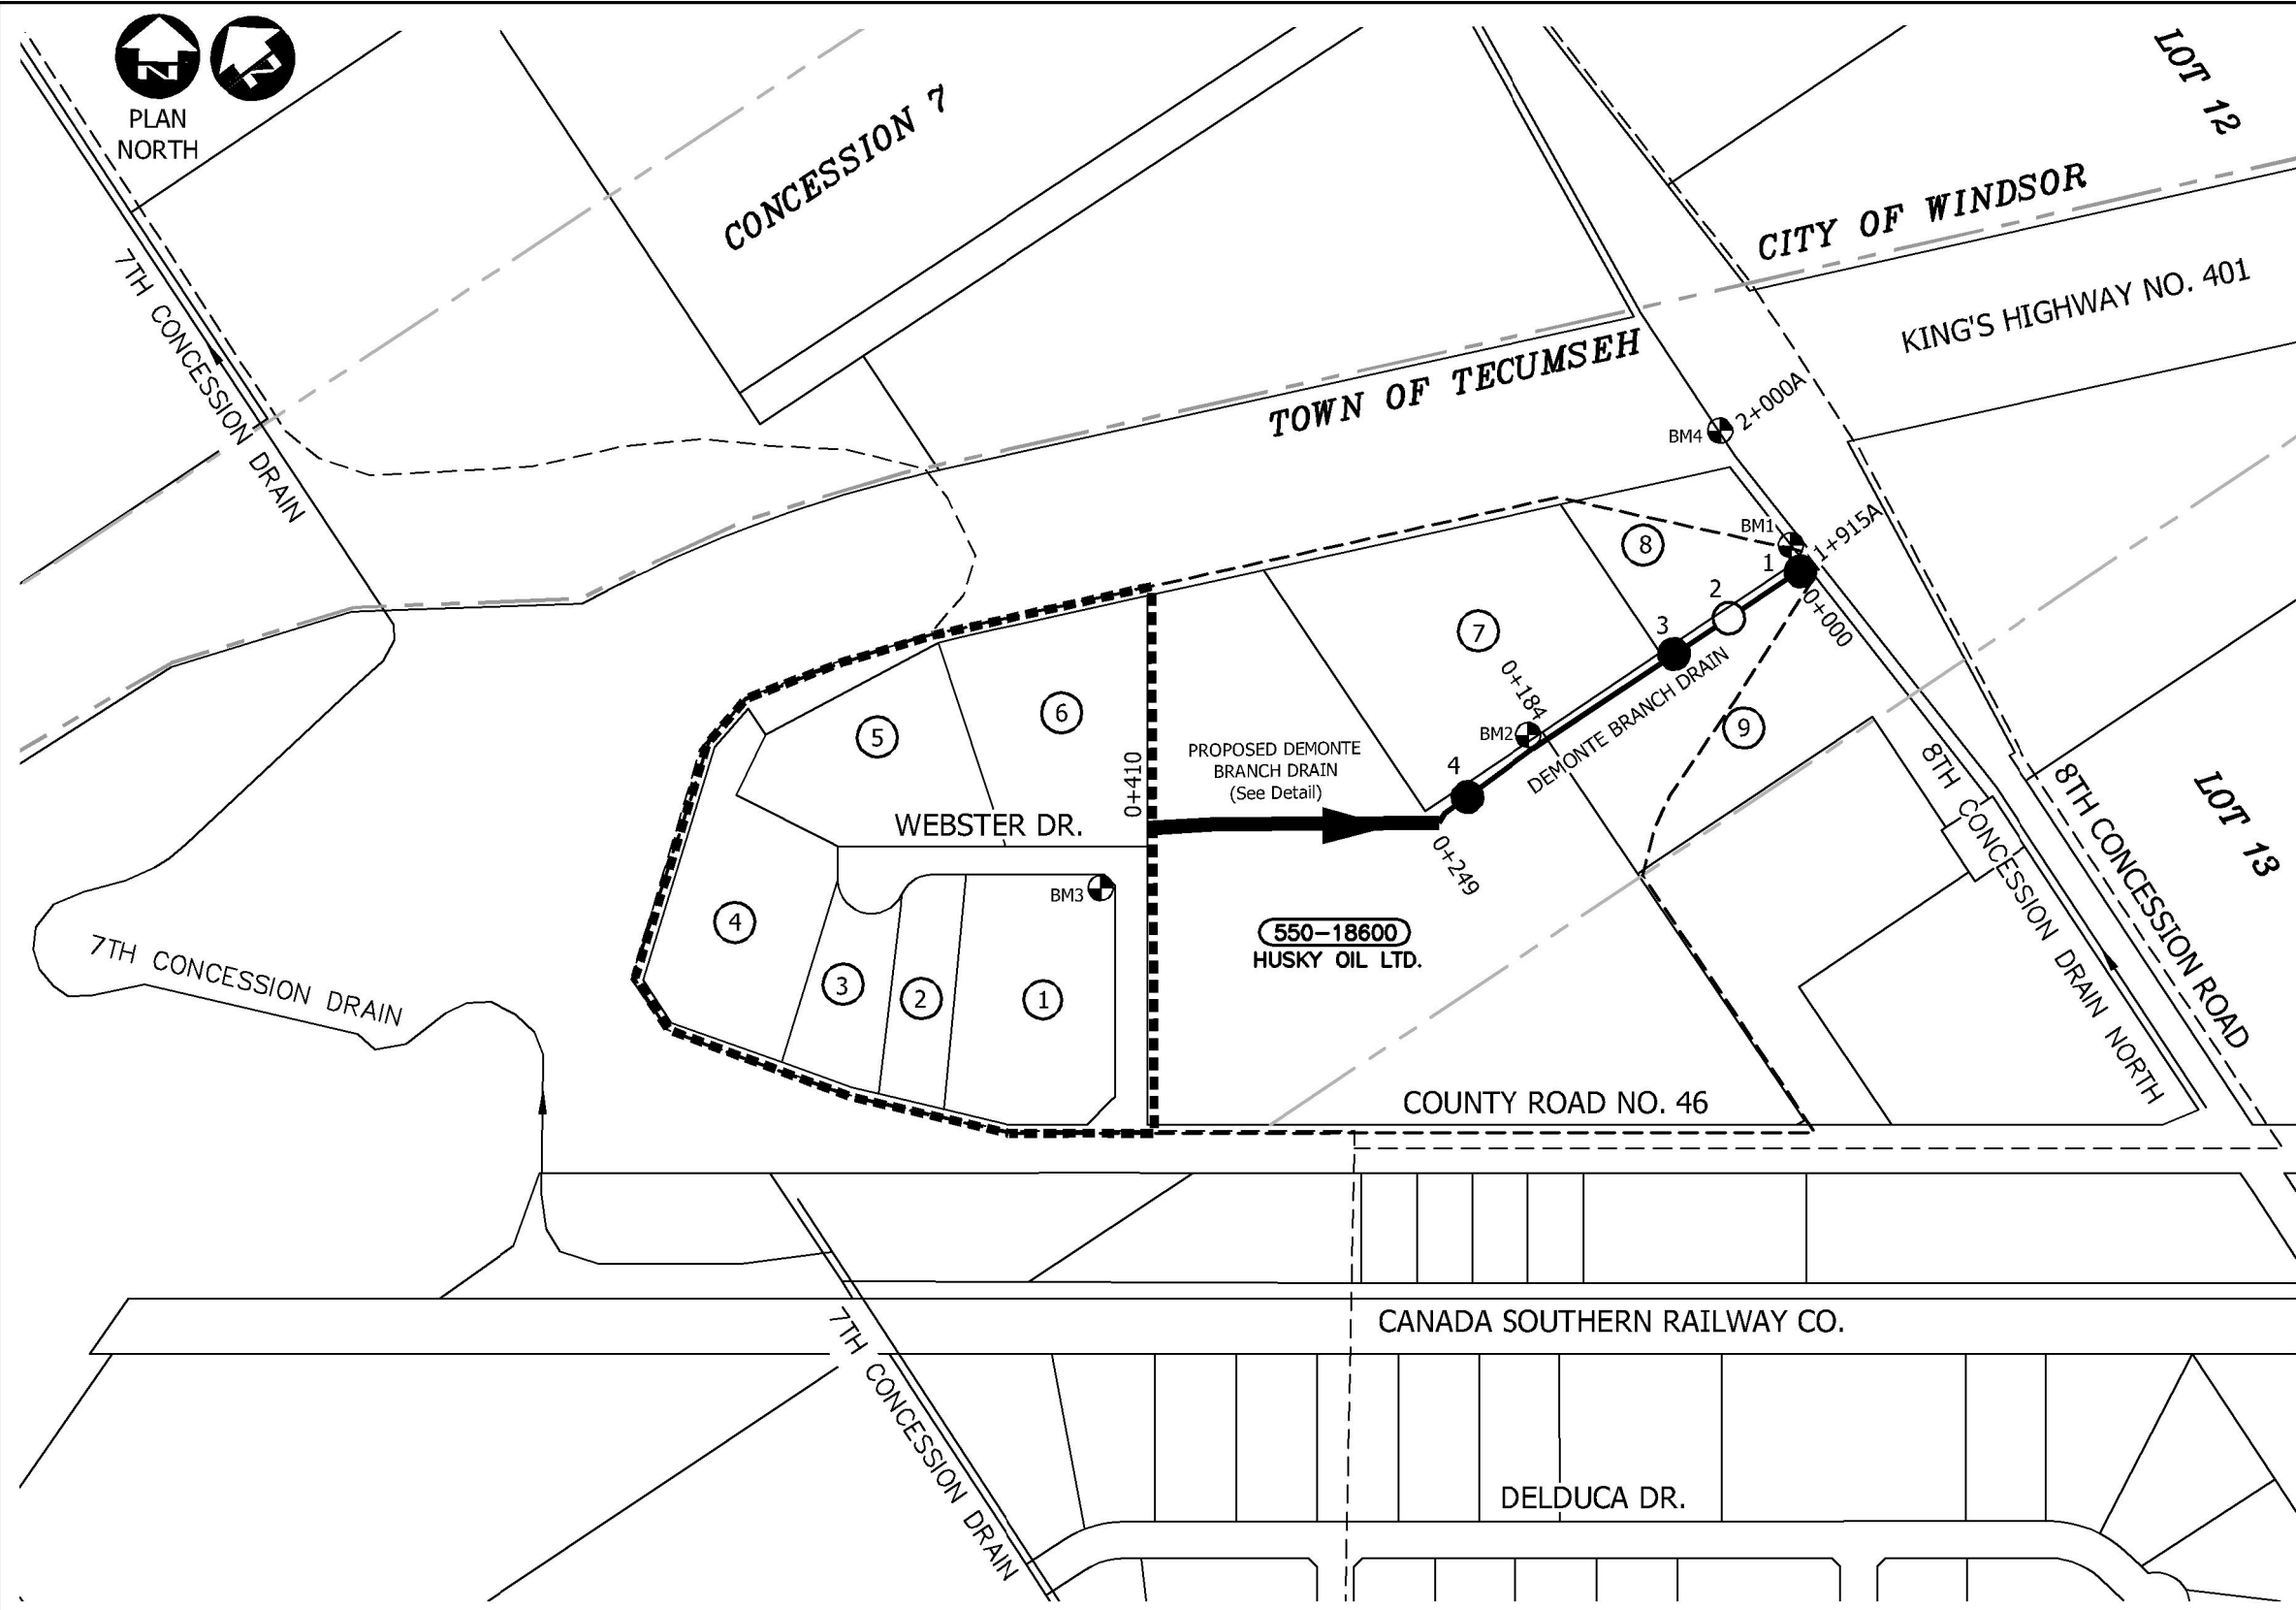 N
N
PLAN
NORTH
CONCESSION 7
LOT 12
CITY OF WINDSOR
KING'S HIGHWAY NO. 401
7TH CONCESSION DRAIN
TOWN OF TECUMSEH
BM4
2+000A
BM1
1+915A
1
0+000
8
2
3
7
0+184
DEMONTE BRANCH DRAIN
BM2
9
4
6
5
0+410
PROPOSED DEMONTE
BRANCH DRAIN
(See Detail)
WEBSTER DR.
0+249
8TH CONCESSION DRAIN NORTH
8TH CONCESSION ROAD
LOT 13
BM3
4
3
2
1
550-18600
HUSKY OIL LTD.
7TH CONCESSION DRAIN
COUNTY ROAD NO. 46
CANADA SOUTHERN RAILWAY CO.
7TH CONCESSION DRAIN
DELDUCA DR.